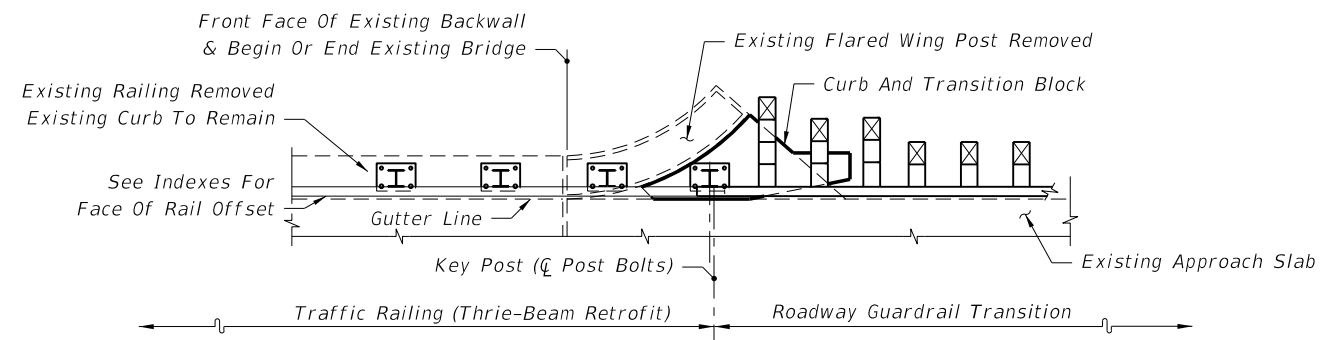 Front Face Of Existing Backwall
& Begin Or End Existing Bridge
Existing Flared Wing Post Removed
Existing Railing Removed
Existing Curb To Remain
Curb And Transition Block
See Indexes For
Face Of Rail Offset
Gutter Line
Key Post (℄ Post Bolts)
Existing Approach Slab
Traffic Railing (Thrie-Beam Retrofit)
Roadway Guardrail Transition